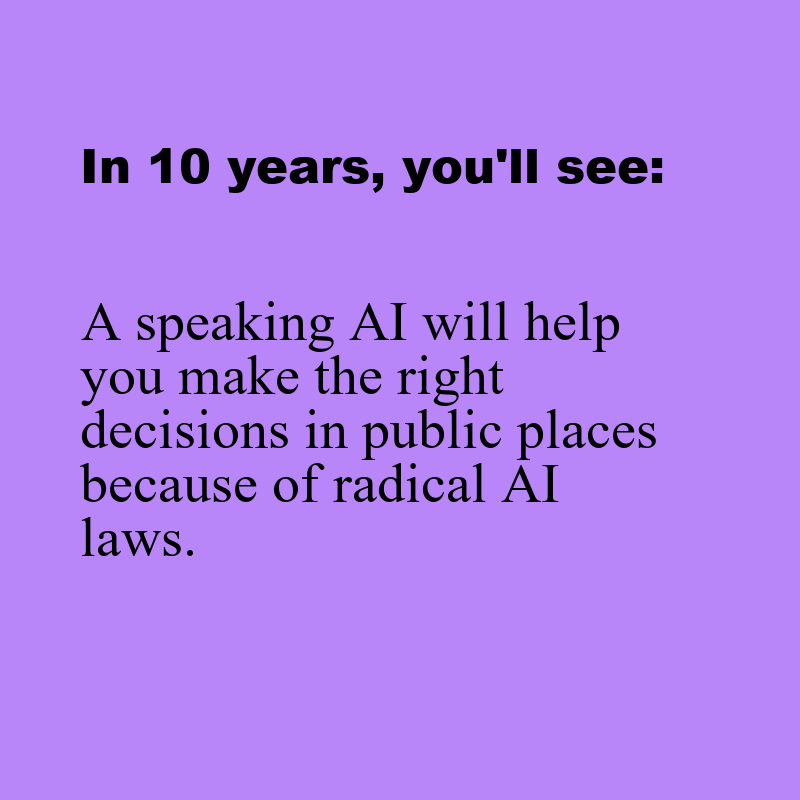 In 10 years, you'll see:
A speaking AI will help
you make the right
decisions in public places
because of radical AI
laws.